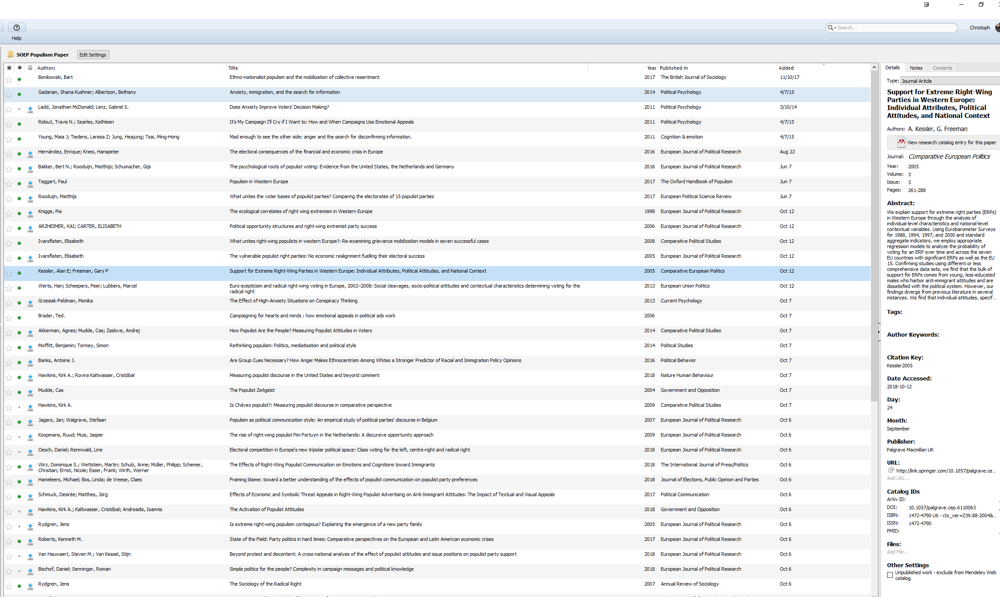 Search...
Christoph
Help
SOEP Populism Paper Edit Settings
Authors Title Year Published In Added
Bonikowski, Bart Ethno-nationalist populism and the mobilization of collective resentment 2017 The British Journal of Sociology 11/10/17
Gadarian, Shana Kushner; Albertson, Bethany Anxiety, immigration, and the search for information 2014 Political Psychology 4/7/15
Ladd, Jonathan McDonald; Lenz, Gabriel S. Does Anxiety Improve Voters' Decision Making? 2011 Political Psychology 3/10/14
Ridout, Travis N.; Searles, Kathleen It's My Campaign I'll Cry if I Want to: How and When Campaigns Use Emotional Appeals 2011 Political Psychology 4/7/15
Young, Maia J; Tiedens, Larissa Z; Jung, Heajung; Tsai, Ming-Hong Mad enough to see the other side: anger and the search for disconfirming information. 2011 Cognition & emotion 4/7/15
Hernández, Enrique; Kriesi, Hanspeter The electoral consequences of the financial and economic crisis in Europe 2016 European Journal of Political Research Aug 22
Bakker, Bert N.; Rooduijn, Matthijs; Schumacher, Gijs The psychological roots of populist voting: Evidence from the United States, the Netherlands and Germany 2016 European Journal of Political Research Jun 7
Taggart, Paul Populism in Western Europe 2017 The Oxford Handbook of Populism Jun 7
Rooduijn, Matthijs What unites the voter bases of populist parties? Comparing the electorates of 15 populist parties 2017 European Political Science Review Jun 7
Knigge, Pia The ecological correlates of right wing extremism in Western Europe 1998 European Journal of Political Research Oct 12
ARZHEIMER, KAI; CARTER, ELISABETH Political opportunity structures and right-wing extremist party success 2006 European Journal of Political Research Oct 12
Ivarsflaten, Elisabeth What unites right-wing populists in western Europe?: Re-examining grievance mobilization models in seven successful cases 2008 Comparative Political Studies Oct 12
Ivarsflaten, Elisabeth The vulnerable populist right parties: No economic realignment fuelling their electoral success 2005 European Journal of Political Research Oct 12
Kessler, Alan E; Freeman, Gary P Support for Extreme Right-Wing Parties in Western Europe: Individual Attributes, Political Attitudes, and National Context 2005 Comparative European Politics Oct 12
Werts, Han; Scheepers, Peer; Lubbers, Marcel Euro-scepticism and radical right-wing voting in Europe, 2002–2008: Social cleavages, socio-political attitudes and contextual characteristics determining voting for the 2013 European Union Politics Oct 12
radical right
Grzesiak-Feldman, Monika The Effect of High-Anxiety Situations on Conspiracy Thinking 2013 Current Psychology Oct 7
Brader, Ted. Campaigning for hearts and minds : how emotional appeals in political ads work 2006 Oct 7
Akkerman, Agnes; Mudde, Cas; Zaslove, Andrej How Populist Are the People? Measuring Populist Attitudes in Voters 2014 Comparative Political Studies Oct 7
Moffitt, Benjamin; Tormey, Simon Rethinking populism: Politics, mediatisation and political style 2014 Political Studies Oct 7
Banks, Antoine J. Are Group Cues Necessary? How Anger Makes Ethnocentrism Among Whites a Stronger Predictor of Racial and Immigration Policy Opinions 2016 Political Behavior Oct 7
Hawkins, Kirk A.; Rovira Kaltwasser, Cristóbal Measuring populist discourse in the United States and beyond comment 2018 Nature Human Behaviour Oct 7
Mudde, Cas The Populist Zeitgeist 2004 Government and Opposition Oct 7
Hawkins, Kirk A. Is Chávez populist?: Measuring populist discourse in comparative perspective 2009 Comparative Political Studies Oct 7
Jagers, Jan; Walgrave, Stefaan Populism as political communication style: An empirical study of political parties' discourse in Belgium 2007 European Journal of Political Research Oct 6
Koopmans, Ruud; Muis, Jasper The rise of right-wing populist Pim Fortuyn in the Netherlands: A discursive opportunity approach 2009 European Journal of Political Research Oct 6
Oesch, Daniel; Rennwald, Line Electoral competition in Europe's new tripolar political space: Class voting for the left, centre-right and radical right 2018 European Journal of Political Research Oct 6
Wirz, Dominique S.; Wettstein, Martin; Schulz, Anne; Müller, Philipp; Schemer, The Effects of Right-Wing Populist Communication on Emotions and Cognitions toward Immigrants 2018 The International Journal of Press/Politics Oct 6
Christian; Ernst, Nicole; Esser, Frank; Wirth, Werner
Hameleers, Michael; Bos, Linda; de Vreese, Claes Framing blame: toward a better understanding of the effects of populist communication on populist party preferences 2018 Journal of Elections, Public Opinion and Parties Oct 6
Schmuck, Desirée; Matthes, Jörg Effects of Economic and Symbolic Threat Appeals in Right-Wing Populist Advertising on Anti-Immigrant Attitudes: The Impact of Textual and Visual Appeals 2017 Political Communication Oct 6
Hawkins, Kirk A.; Kaltwasser, Cristóbal; Andreadis, Ioannis The Activation of Populist Attitudes 2018 Government and Opposition Oct 6
Rydgren, Jens Is extreme right-wing populism contagious? Explaining the emergence of a new party family 2005 European Journal of Political Research Oct 6
Roberts, Kenneth M. State of the Field: Party politics in hard times: Comparative perspectives on the European and Latin American economic crises 2017 European Journal of Political Research Oct 6
Van Hauwaert, Steven M.; Van Kessel, Stijn Beyond protest and discontent: A cross-national analysis of the effect of populist attitudes and issue positions on populist party support 2018 European Journal of Political Research Oct 6
Bischof, Daniel; Senninger, Roman Simple politics for the people? Complexity in campaign messages and political knowledge 2018 European Journal of Political Research Oct 6
Rydgren, Jens The Sociology of the Radical Right 2007 Annual Review of Sociology Oct 6
Details Notes Contents
Type: Journal Article
Support for Extreme Right-Wing
Parties in Western Europe:
Individual Attributes, Political
Attitudes, and National Context
Authors: A. Kessler, G. Freeman
View research catalog entry for this paper
Journal: Comparative European Politics
Year: 2005
Volume: 3
Issue: 3
Pages: 261-288
Abstract:
We explain support for extreme right parties (ERPs)
in Western Europe through the analysis of
individual-level characteristics and national-level
contextual variables. Using Eurobarometer Surveys
for 1988, 1994, 1997, and 2000 and standard
aggregate indicators, we employ appropriate
regression models to analyze the probability of
voting for an ERP over time and across the seven
EU countries with significant ERPs as well as the EU
15. Confirming studies using different or less
comprehensive data sets, we find that the bulk of
support for ERPs comes from young, less-educated
males who harbor anti-immigrant attitudes and are
dissatisfied with the political system. However, our
findings diverge from previous literature in several
instances. We find that individual attitudes, specif...
Tags:
Author Keywords:
Citation Key:
Kessler2005
Date Accessed:
2018-10-12
Day:
24
Month:
September
Publisher:
Palgrave Macmillan UK
URL:
http://link.springer.com/10.1057/palgrave.ce...
Add URL...
Catalog IDs
ArXiv ID:
DOI: 10.1057/palgrave.cep.6110063
ISBN: 1472-4790 U6 - ctx_ver=Z39.88-2004&...
ISSN: 1472-4790
PMID:
Files:
Add File...
Other Settings
Unpublished work - exclude from Mendeley Web
catalog